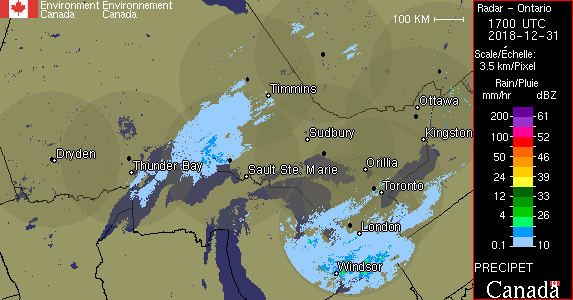 Environment Environnement
Canada Canada
100 KM
Radar - Ontario
1700 UTC
2018-12-31
Scale/Échelle:
3.5 km/Pixel
Rain/Pluie
mm/hr dBZ
200 61
100 52
50 46
24 39
12 33
4 26
0.1 10
PRECIPET
Canada
Timmins
Ottawa
Sudbury
Kingston
Dryden
Thunder Bay
Sault Ste. Marie
Orillia
Toronto
London
Windsor